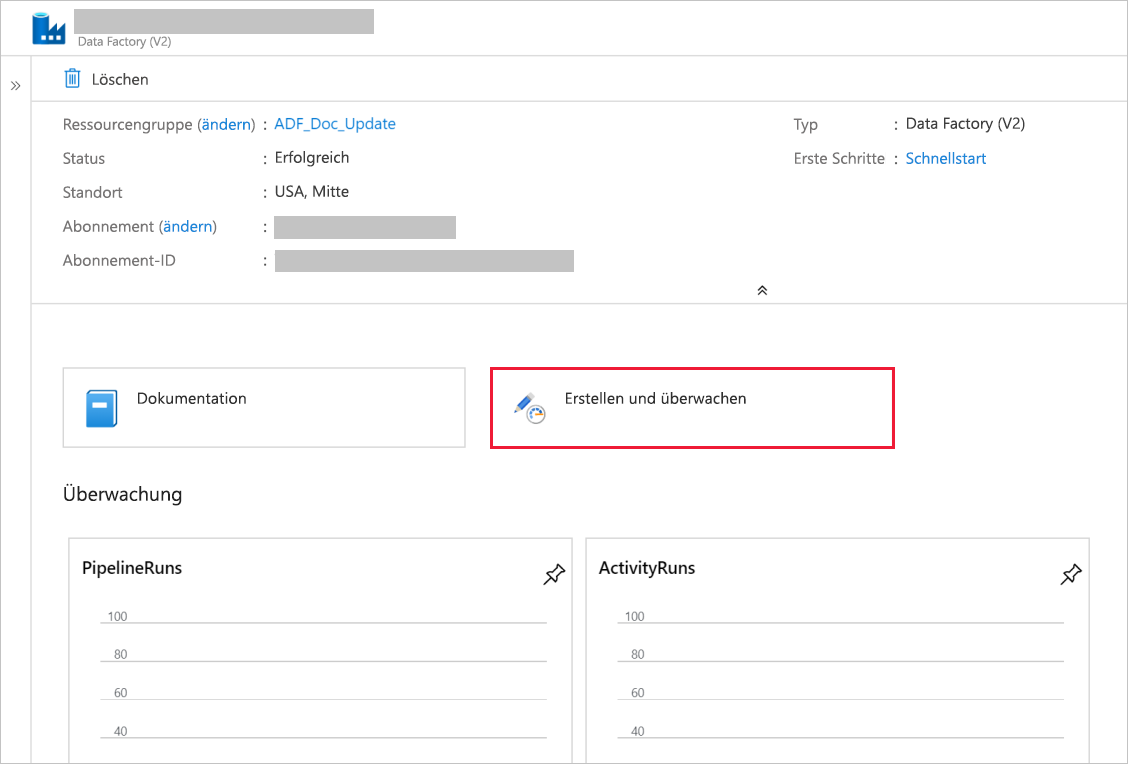 Data Factory (V2)
»
Löschen
Ressourcengruppe (ändern) : ADF_Doc_Update
Typ : Data Factory (V2)
Status : Erfolgreich
Erste Schritte : Schnellstart
Standort : USA, Mitte
Abonnement (ändern) :
Abonnement-ID :
Dokumentation
Erstellen und überwachen
Überwachung
PipelineRuns
100
80
60
40
ActivityRuns
100
80
60
40